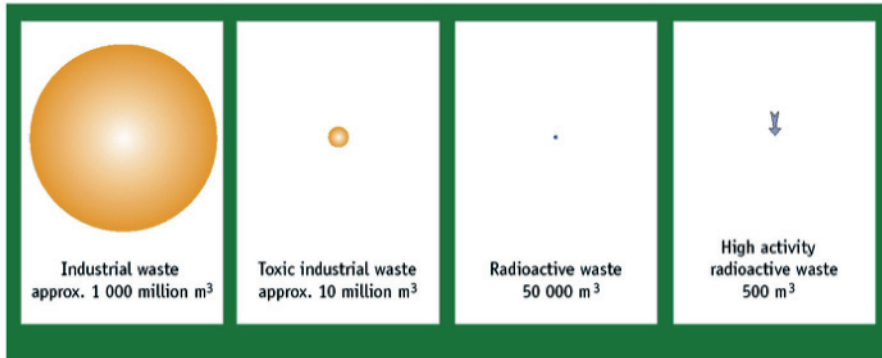 Industrial waste
approx. 1 000 million m³
Toxic industrial waste
approx. 10 million m³
Radioactive waste
50 000 m³
High activity
radioactive waste
500 m³